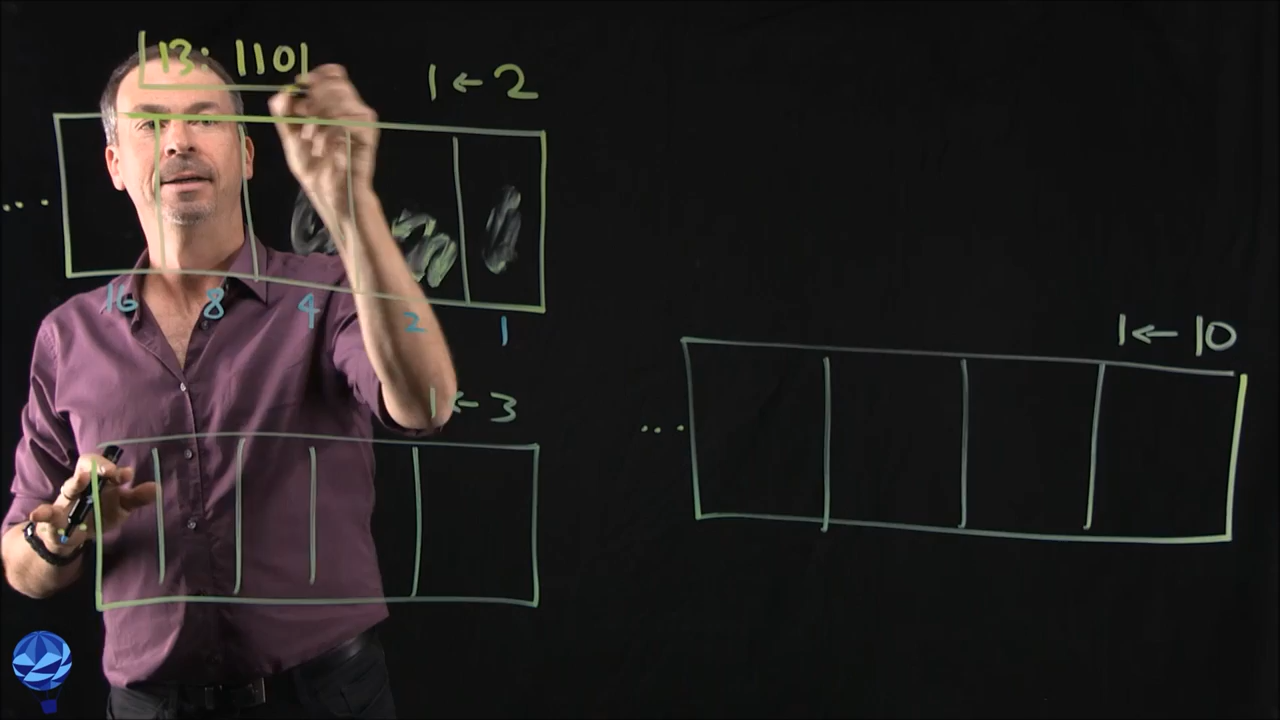 13: 1101
1 ← 2
... 
16 8 4 2 1
1 ← 3
1 ← 10
...